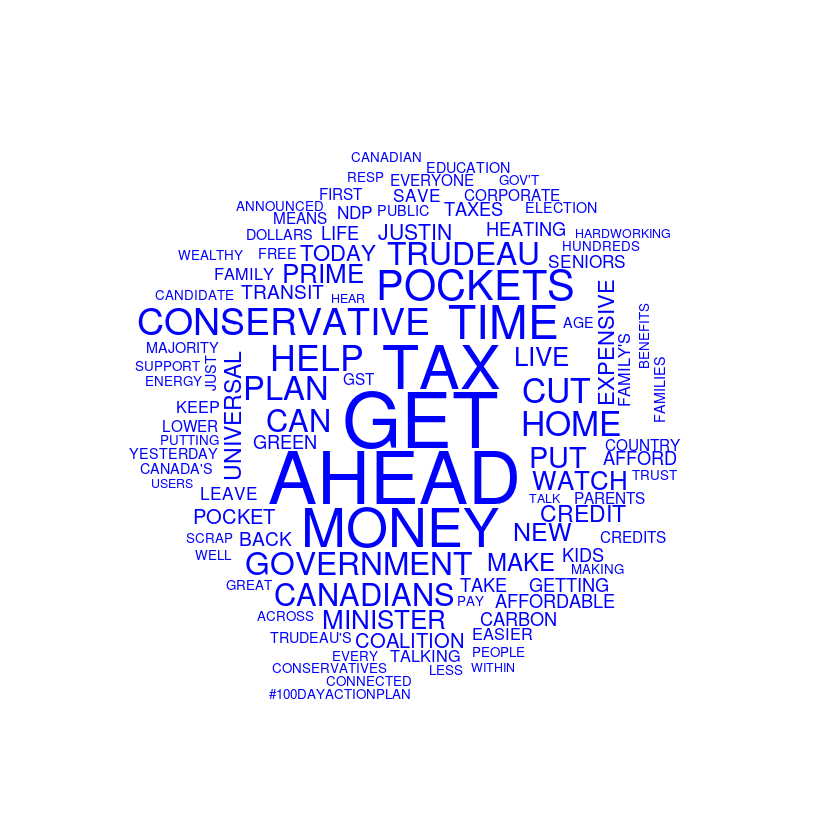 CANADIAN
EDUCATION
RESP EVERYONE GOV'T
FIRST SAVE CORPORATE
ANNOUNCED NDP PUBLIC TAXES ELECTION
MEANS
DOLLARS LIFE JUSTIN HEATING HARDWORKING
WEALTHY FREE TODAY TRUDEAU HUNDREDS
FAMILY PRIME SENIORS
CANDIDATE TRANSIT HEAR POCKETS
CONSERVATIVE TIME AGE
EXPENSIVE
FAMILY'S
BENEFITS
MAJORITY HELP TAX LIVE
SUPPORT
ENERGY
JUST
UNIVERSAL
PLAN GST CUT
FAMILIES
KEEP CAN GET HOME
LOWER
PUTTING GREEN COUNTRY
YESTERDAY PUT AFFORD
CANADA'S
USERS AHEAD WATCH TRUST
LEAVE TALK PARENTS
POCKET MONEY CREDIT
SCRAP BACK NEW CREDITS
WELL GOVERNMENT MAKE KIDS
MAKING
GREAT CANADIANS TAKE GETTING
PAY AFFORDABLE
ACROSS MINISTER CARBON
TRUDEAU'S COALITION EASIER
EVERY TALKING PEOPLE
CONSERVATIVES LESS WITHIN
CONNECTED
#100DAYACTIONPLAN